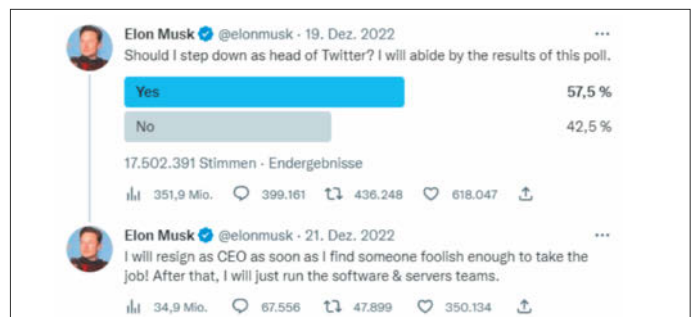 Elon Musk @elonmusk · 19. Dez. 2022
Should I step down as head of Twitter? I will abide by the results of this poll.
Yes 57,5 %
No 42,5 %
17.502.391 Stimmen · Endergebnisse
351,9 Mio. 399.161 436.248 618.047
Elon Musk @elonmusk · 21. Dez. 2022
I will resign as CEO as soon as I find someone foolish enough to take the
job! After that, I will just run the software & servers teams.
34,9 Mio. 67.556 47.899 350.134